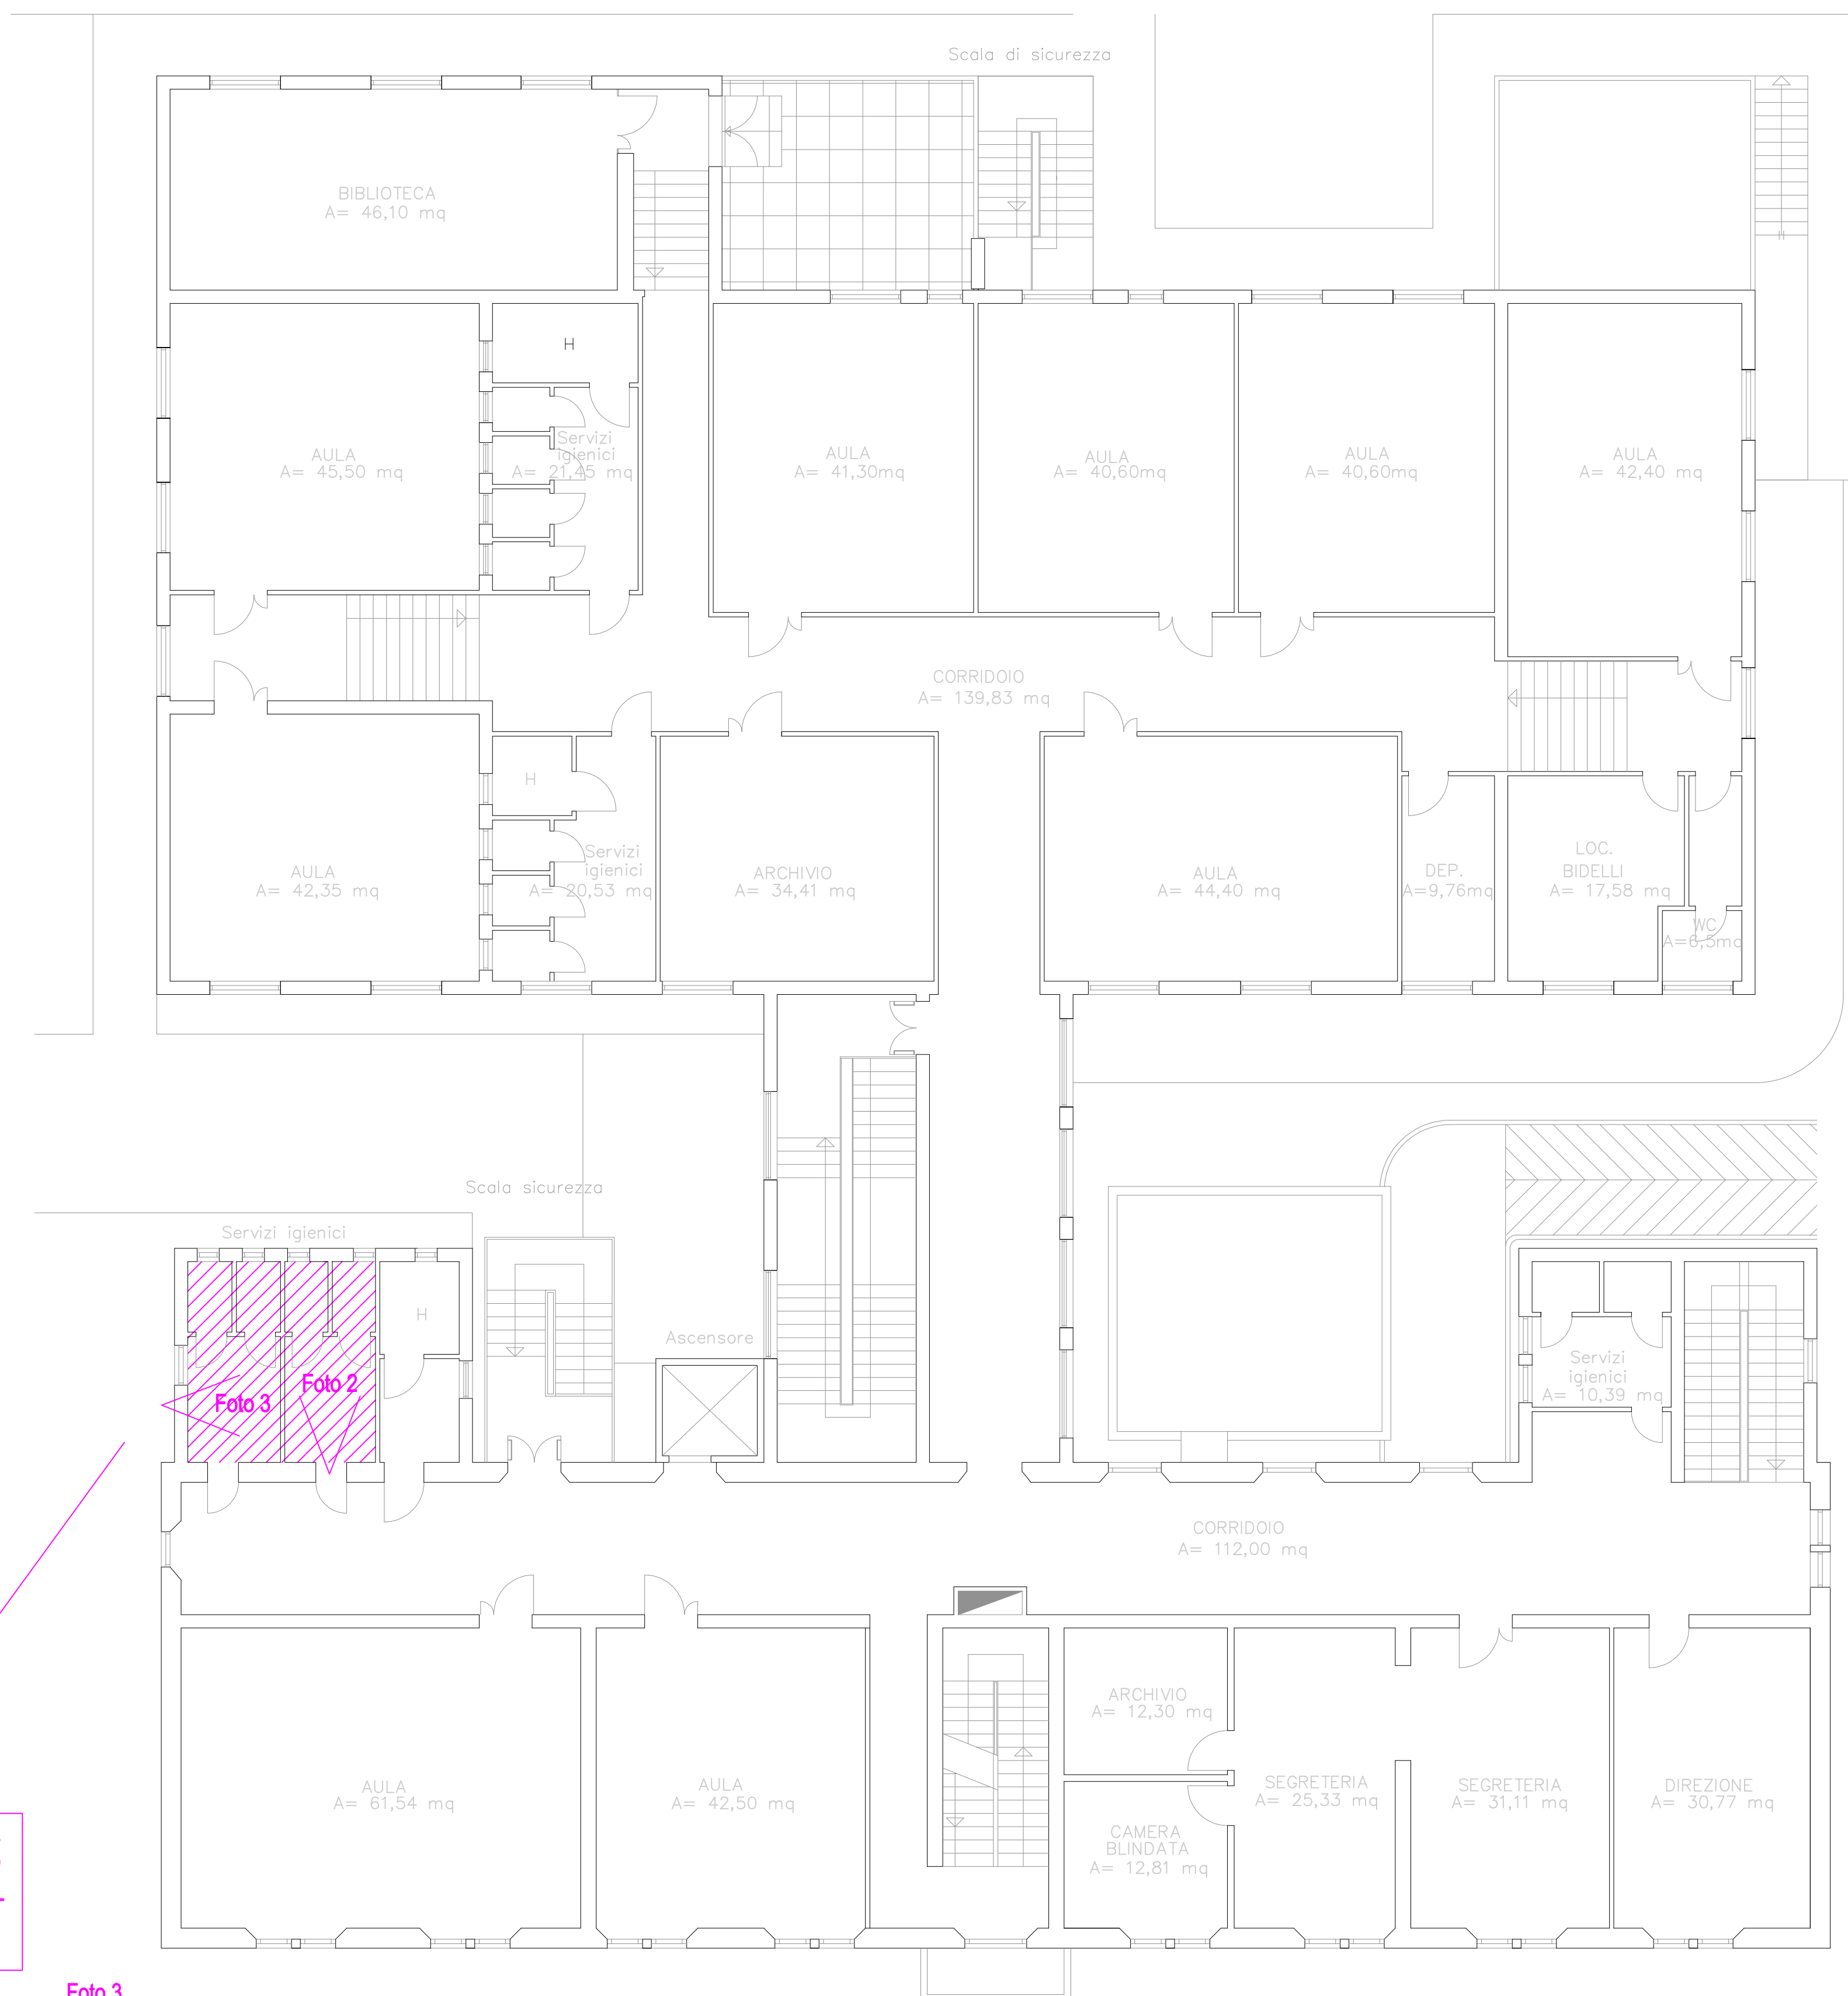 Scala di sicurezza
BIBLIOTECA
A= 46,10 mq
H
H
AULA
A= 45,50 mq
Servizi
igienici
A= 21,45 mq
AULA
A= 41,30mq
AULA
A= 40,60mq
AULA
A= 40,60mq
AULA
A= 42,40 mq
CORRIDOIO
A= 139,83 mq
H
AULA
A= 42,35 mq
Servizi
igienici
A= 20,53 mq
ARCHIVIO
A= 34,41 mq
AULA
A= 44,40 mq
DEP.
A=9,76mq
LOC.
BIDELLI
A= 17,58 mq
WC
A=6,5mq
Scala sicurezza
Servizi igienici
H
Ascensore
Foto 3
Foto 2
Servizi
igienici
A= 10,39 mq
CORRIDOIO
A= 112,00 mq
AULA
A= 61,54 mq
AULA
A= 42,50 mq
ARCHIVIO
A= 12,30 mq
CAMERA
BLINDATA
A= 12,81 mq
SEGRETERIA
A= 25,33 mq
SEGRETERIA
A= 31,11 mq
DIREZIONE
A= 30,77 mq
Foto 3